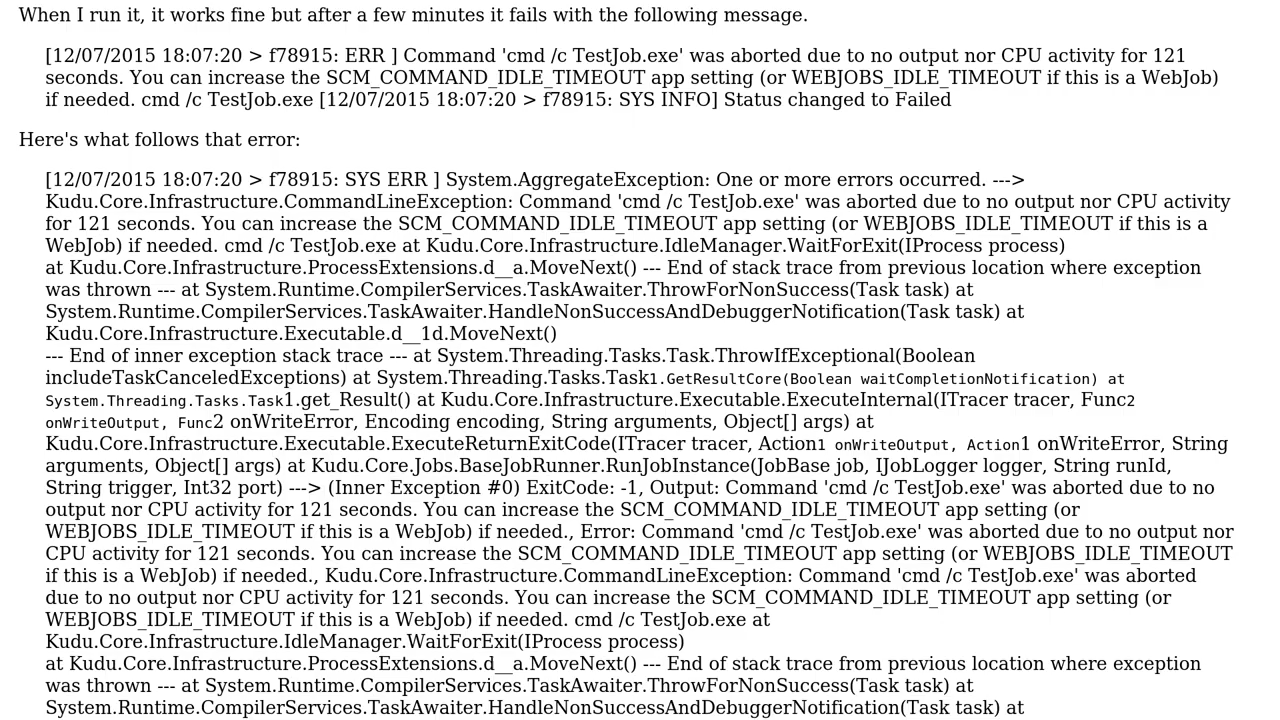 When I run it, it works fine but after a few minutes it fails with the following message.
[12/07/2015 18:07:20 > f78915: ERR ] Command 'cmd /c TestJob.exe' was aborted due to no output nor CPU activity for 121
seconds. You can increase the SCM_COMMAND_IDLE_TIMEOUT app setting (or WEBJOBS_IDLE_TIMEOUT if this is a WebJob)
if needed. cmd /c TestJob.exe [12/07/2015 18:07:20 > f78915: SYS INFO] Status changed to Failed
Here's what follows that error:
[12/07/2015 18:07:20 > f78915: SYS ERR ] System.AggregateException: One or more errors occurred. --->
Kudu.Core.Infrastructure.CommandLineException: Command 'cmd /c TestJob.exe' was aborted due to no output nor CPU activity
for 121 seconds. You can increase the SCM_COMMAND_IDLE_TIMEOUT app setting (or WEBJOBS_IDLE_TIMEOUT if this is a
WebJob) if needed. cmd /c TestJob.exe at Kudu.Core.Infrastructure.IdleManager.WaitForExit(IProcess process)
at Kudu.Core.Infrastructure.ProcessExtensions.d__a.MoveNext() --- End of stack trace from previous location where exception
was thrown --- at System.Runtime.CompilerServices.TaskAwaiter.ThrowForNonSuccess(Task task) at
System.Runtime.CompilerServices.TaskAwaiter.HandleNonSuccessAndDebuggerNotification(Task task) at
Kudu.Core.Infrastructure.Executable.d__1d.MoveNext()
--- End of inner exception stack trace --- at System.Threading.Tasks.Task.ThrowIfExceptional(Boolean
includeTaskCanceledExceptions) at System.Threading.Tasks.Task1.GetResultCore(Boolean waitCompletionNotification) at
System.Threading.Tasks.Task1.get_Result() at Kudu.Core.Infrastructure.Executable.ExecuteInternal(ITracer tracer, Func2
onWriteOutput, Func2 onWriteError, Encoding encoding, String arguments, Object[] args) at
Kudu.Core.Infrastructure.Executable.ExecuteReturnExitCode(ITracer tracer, Action1 onWriteOutput, Action1 onWriteError, String
arguments, Object[] args) at Kudu.Core.Jobs.BaseJobRunner.RunJobInstance(JobBase job, IJobLogger logger, String runId,
String trigger, Int32 port) ---> (Inner Exception #0) ExitCode: -1, Output: Command 'cmd /c TestJob.exe' was aborted due to no
output nor CPU activity for 121 seconds. You can increase the SCM_COMMAND_IDLE_TIMEOUT app setting (or
WEBJOBS_IDLE_TIMEOUT if this is a WebJob) if needed., Error: Command 'cmd /c TestJob.exe' was aborted due to no output nor
CPU activity for 121 seconds. You can increase the SCM_COMMAND_IDLE_TIMEOUT app setting (or WEBJOBS_IDLE_TIMEOUT
if this is a WebJob) if needed., Kudu.Core.Infrastructure.CommandLineException: Command 'cmd /c TestJob.exe' was aborted
due to no output nor CPU activity for 121 seconds. You can increase the SCM_COMMAND_IDLE_TIMEOUT app setting (or
WEBJOBS_IDLE_TIMEOUT if this is a WebJob) if needed. cmd /c TestJob.exe at
Kudu.Core.Infrastructure.IdleManager.WaitForExit(IProcess process)
at Kudu.Core.Infrastructure.ProcessExtensions.d__a.MoveNext() --- End of stack trace from previous location where exception
was thrown --- at System.Runtime.CompilerServices.TaskAwaiter.ThrowForNonSuccess(Task task) at
System.Runtime.CompilerServices.TaskAwaiter.HandleNonSuccessAndDebuggerNotification(Task task) at